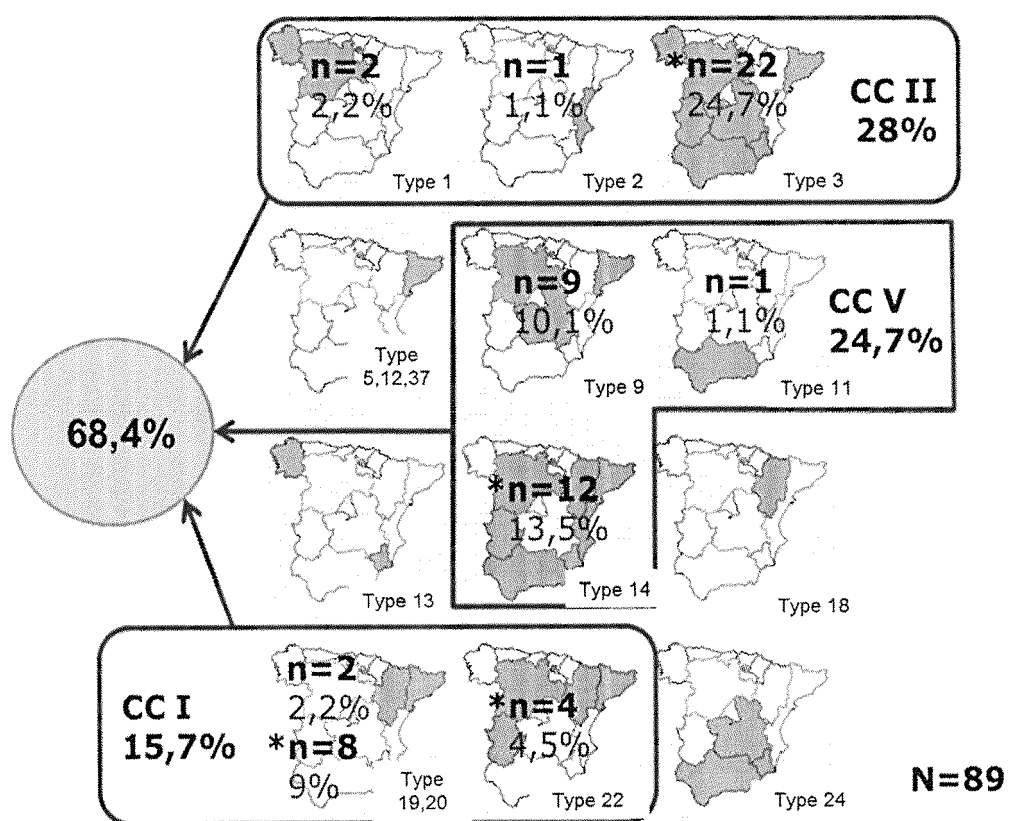 n=2
2,2%
Type 1
n=1
1,1%
Type 2
*n=22
24,7%
Type 3
CC II
28%
Type
5,12,37
n=9
10,1%
Type 9
n=1
1,1%
Type 11
CC V
24,7%
68,4%
Type 13
*n=12
13,5%
Type 14
Type 18
CC I
15,7%
n=2
2,2%
*n=8
9%
Type
19,20
*n=4
4,5%
Type 22
Type 24
N=89